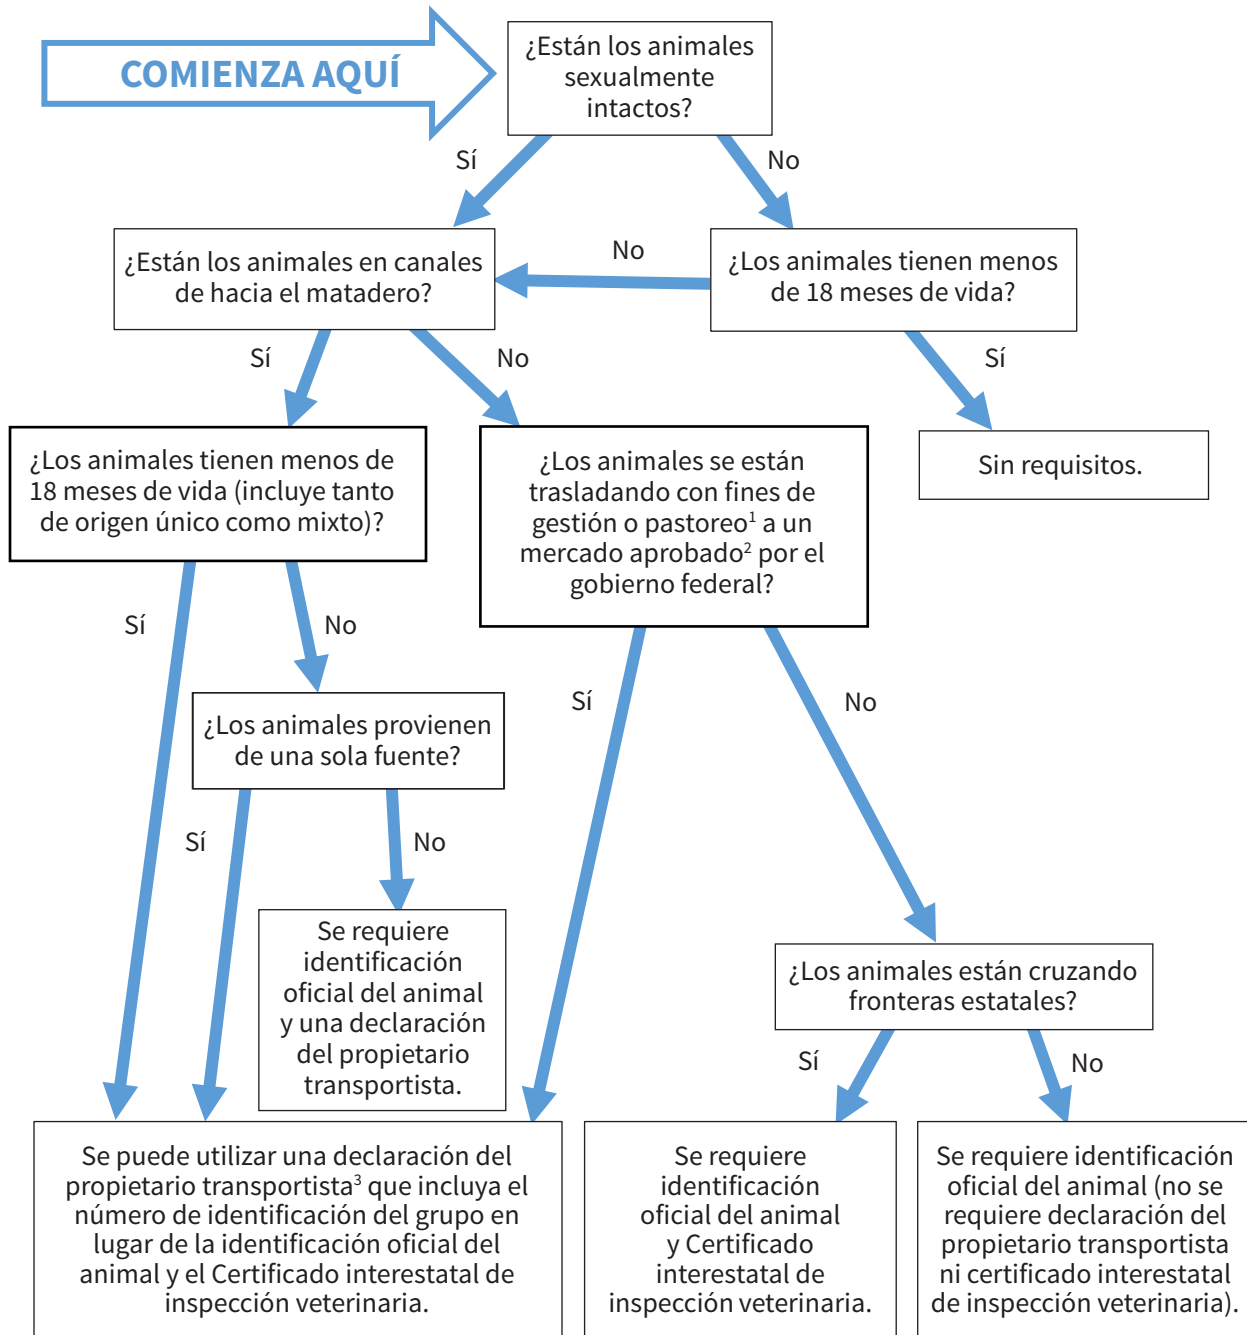 COMIENZA AQUÍ
¿Están los animales
sexualmente
intactos?
Sí
No
¿Están los animales en canales
de hacia el matadero?
No
¿Los animales tienen menos
de 18 meses de vida?
Sí
No
Sí
¿Los animales tienen menos de
18 meses de vida (incluye tanto
de origen único como mixto)?
¿Los animales se están
trasladando con fines de
gestión o pastoreo¹ a un
mercado aprobado² por el
gobierno federal?
Sin requisitos.
Sí
No
Sí
No
¿Los animales provienen
de una sola fuente?
Sí
No
Se requiere
identificación
oficial del animal
y una declaración
del propietario
transportista.
¿Los animales están cruzando
fronteras estatales?
Sí
No
Se puede utilizar una declaración del
propietario transportista³ que incluya el
número de identificación del grupo en
lugar de la identificación oficial del
animal y el Certificado interestatal de
inspección veterinaria.
Se requiere
identificación
oficial del animal
y Certificado
interestatal de
inspección veterinaria.
Se requiere identificación
oficial del animal (no se
requiere declaración del
propietario transportista
ni certificado interestatal
de inspección veterinaria).